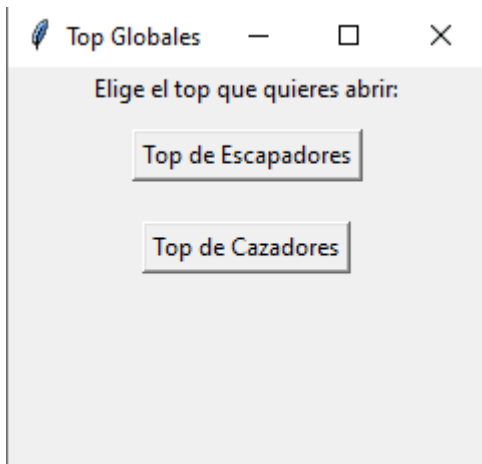 Top Globales
Elige el top que quieres abrir:
Top de Escapadores
Top de Cazadores